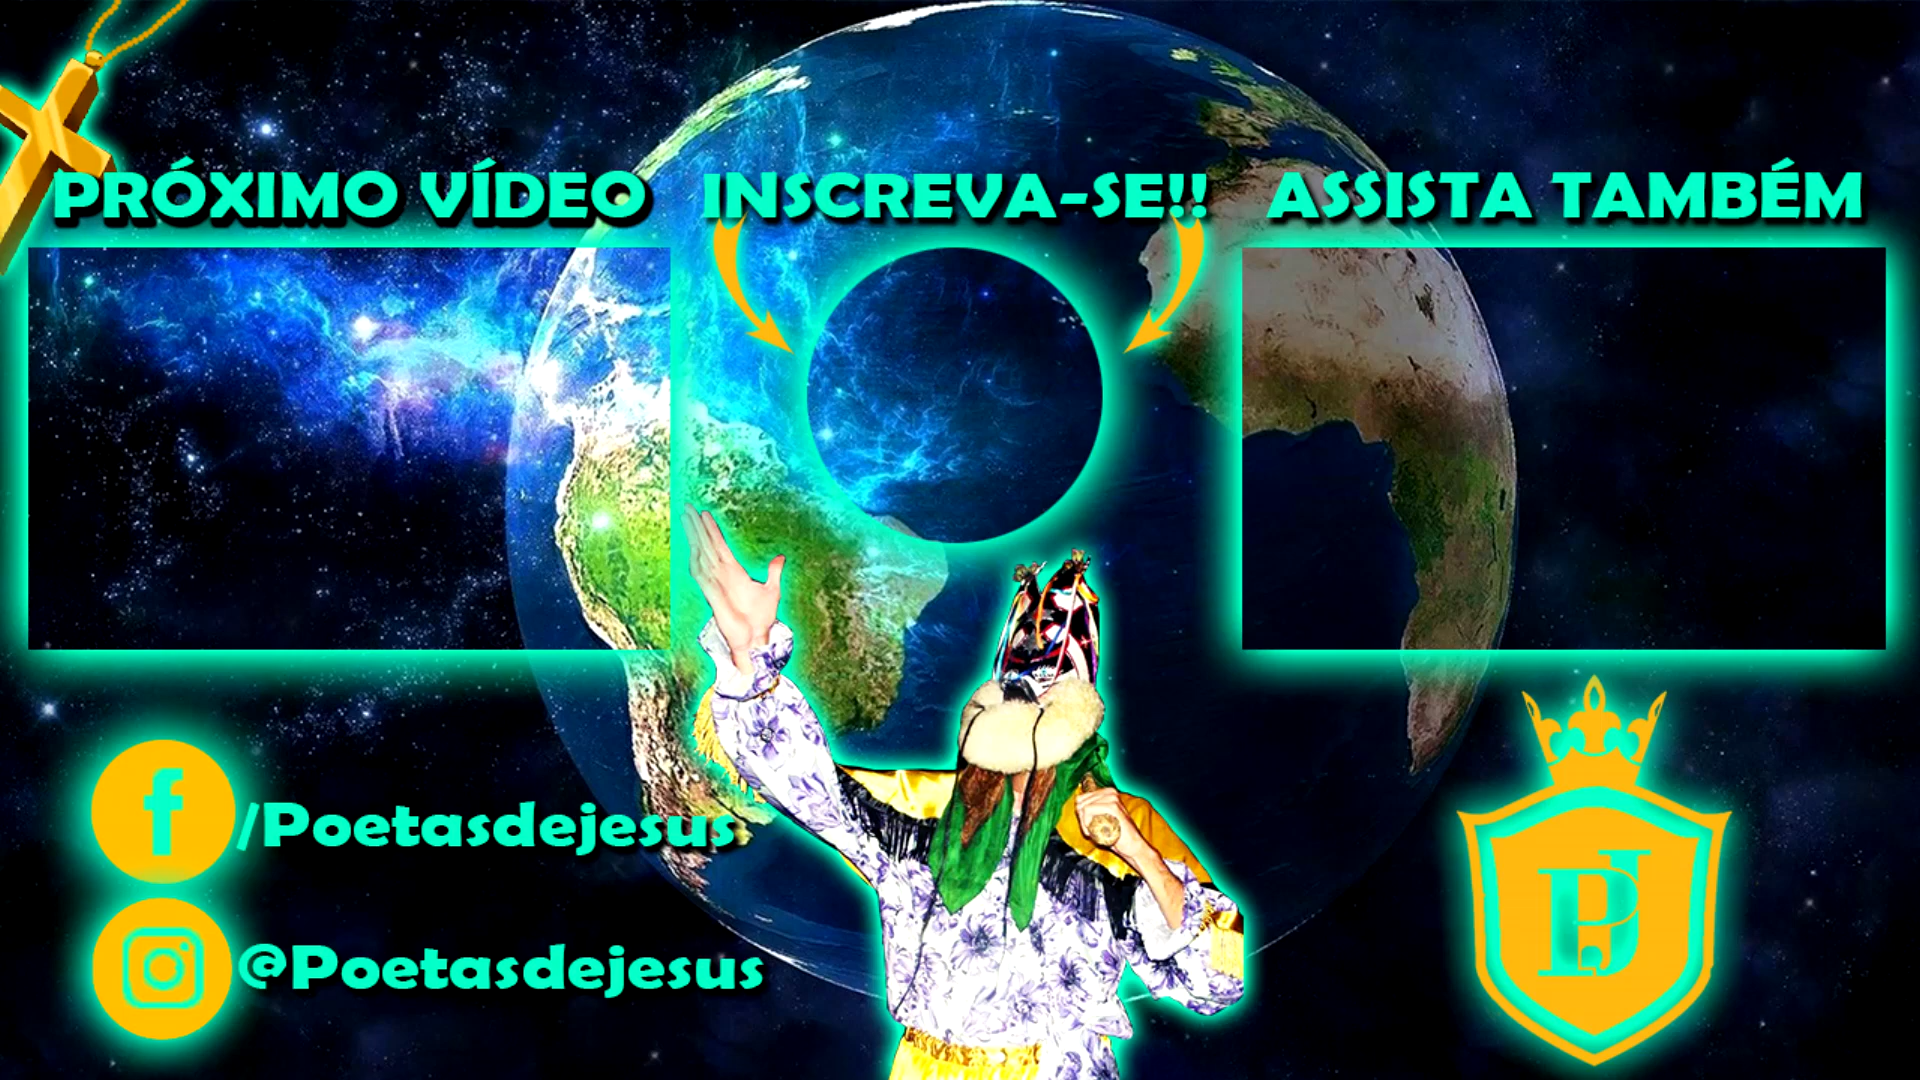 PRÓXIMO VÍDEO
INSCREVA-SE!!
ASSISTA TAMBÉM
/Poetasdejesus
@Poetasdejesus
PJ